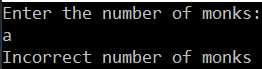 Enter the number of monks:
a
Incorrect number of monks